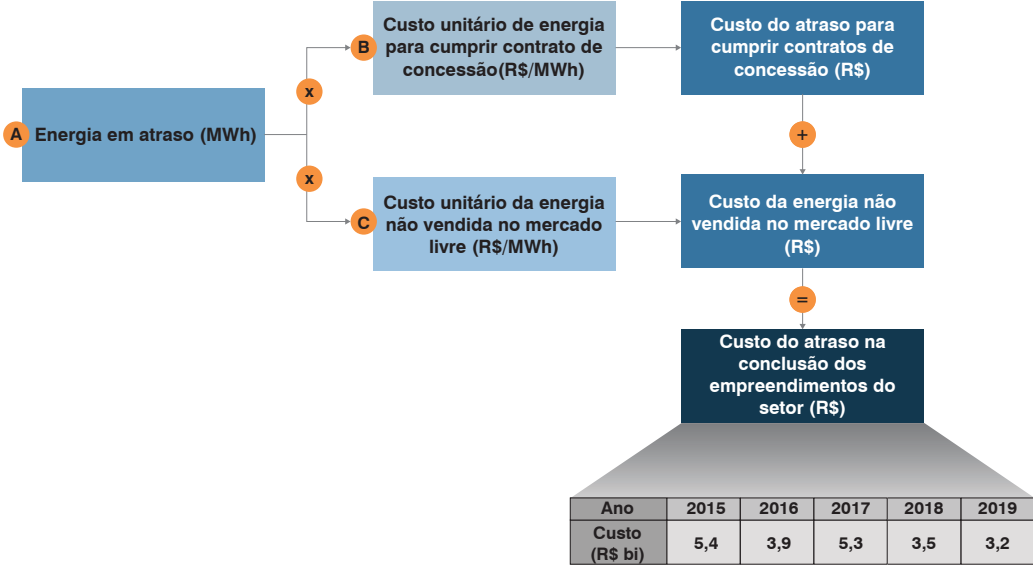 A
Energia em atraso (MWh)
x
x
B
Custo unitário de energia
para cumprir contrato de
concessão(R$/MWh)
C
Custo unitário da energia
não vendida no mercado
livre (R$/MWh)
Custo do atraso para
cumprir contratos de
concessão (R$)
+
Custo da energia não
vendida no mercado livre
(R$)
=
Custo do atraso na
conclusão dos
empreendimentos do
setor (R$)
Ano 2015 2016 2017 2018 2019
Custo
(R$ bi) 5,4 3,9 5,3 3,5 3,2